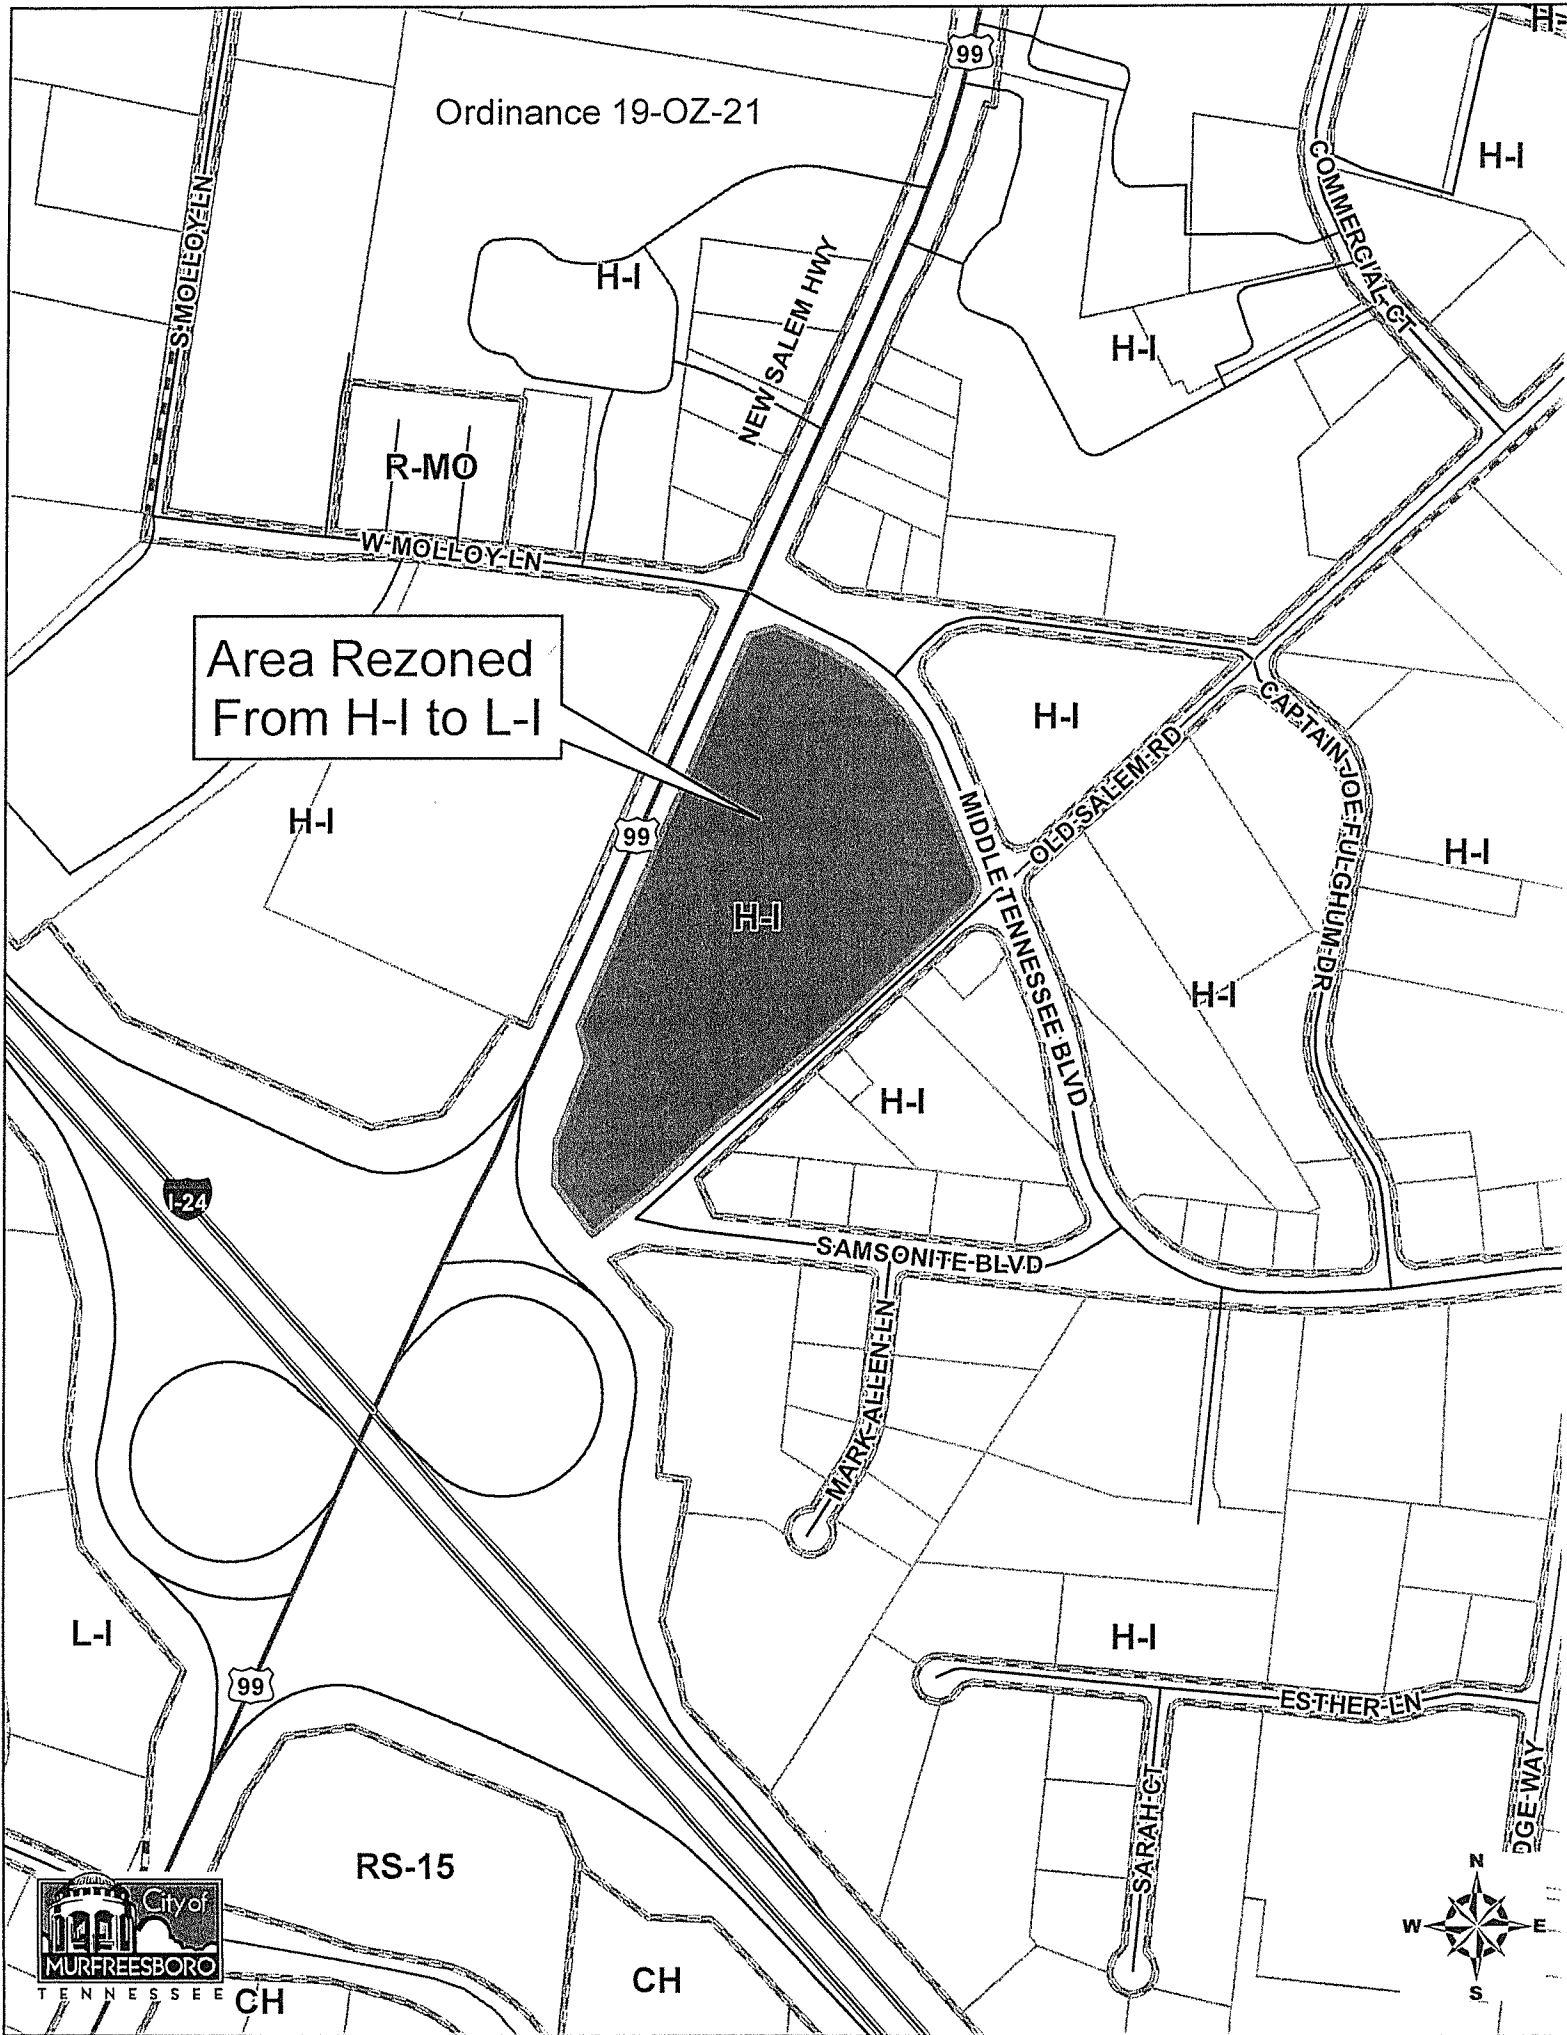 H-
99
Ordinance 19-OZ-21
H-I
COMMERCIAL CT
S MOLLOY LN
H-I
NEW SALEM HWY
H-I
R-MO
W MOLLOY LN
Area Rezoned
From H-I to L-I
H-I
CAPTAIN JOE FULGHUM DR
OLD SALEM RD
MIDDLE TENNESSEE BLVD
H-I
99
H-I
H-I
H-I
H-I
I-24
SAMSONITE BLVD
MARK ALLEN LN
L-I
H-I
99
ESTHER LN
DGE WAY
SARAH CT
RS-15
City of
MURFREESBORO
TENNESSEE
CH
CH
N
W
E
S